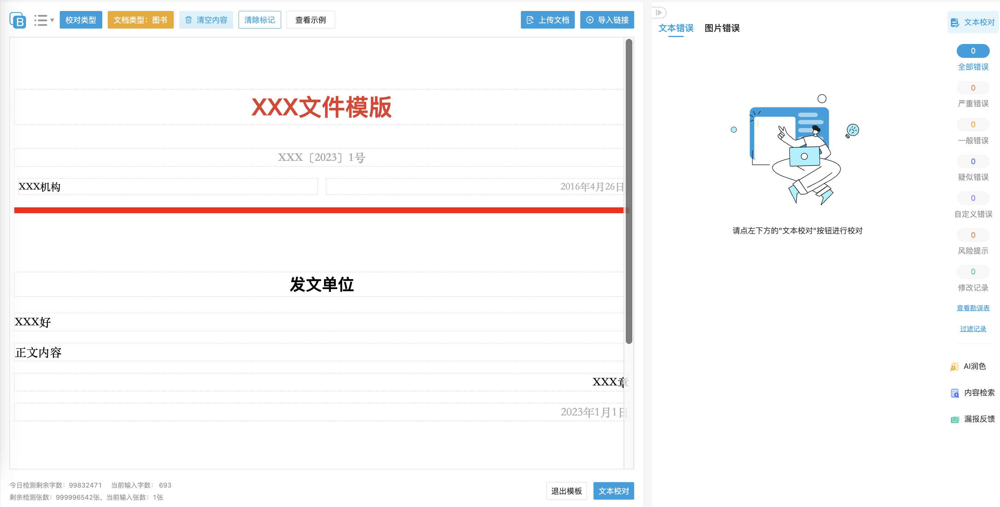 B
校对类型
文档类型：图书
清空内容
清除标记
查看示例
上传文档
导入链接
XXX文件模版
XXX〔2023〕1号
XXX机构
2016年4月26日
发文单位
XXX好
正文内容
XXX章
2023年1月1日
今日检测剩余字数：99832471 当前输入字数： 693
剩余检测张数：999996542张，当前输入张数：1张
退出模板
文本校对
文本错误
图片错误
请点左下方的"文本校对"按钮进行校对
文本校对
0
全部错误
0
严重错误
0
一般错误
0
疑似错误
0
自定义错误
0
风险提示
0
修改记录
查看勘误表
过滤记录
AI润色
内容检索
漏报反馈